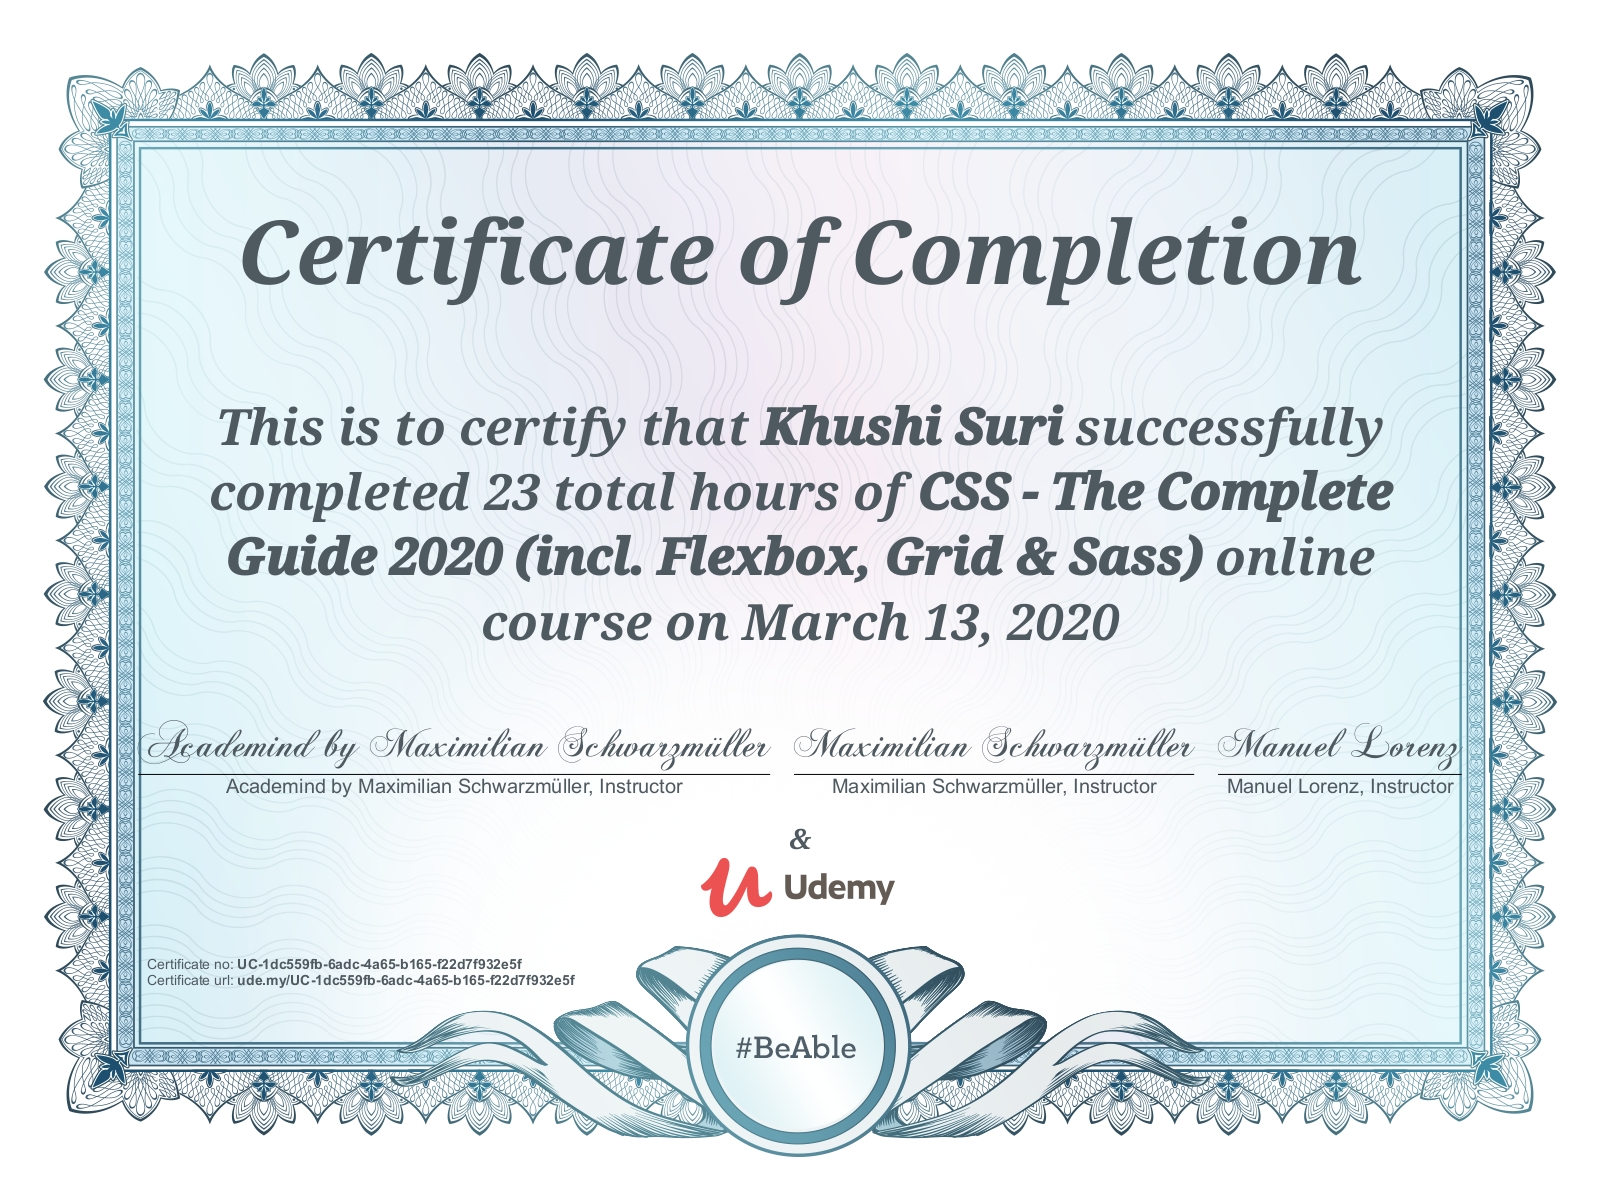 Certificate of Completion
This is to certify that Khushi Suri successfully
completed 23 total hours of CSS - The Complete
Guide 2020 (incl. Flexbox, Grid & Sass) online
course on March 13, 2020
Academind by Maximilian Schwarzmüller Maximilian Schwarzmüller Manuel Lorenz
Academind by Maximilian Schwarzmüller, Instructor Maximilian Schwarzmüller, Instructor Manuel Lorenz, Instructor
&
Udemy
Certificate no: UC-1dc559fb-6adc-4a65-b165-f22d7f932e5f
Certificate url: ude.my/UC-1dc559fb-6adc-4a65-b165-f22d7f932e5f
#BeAble